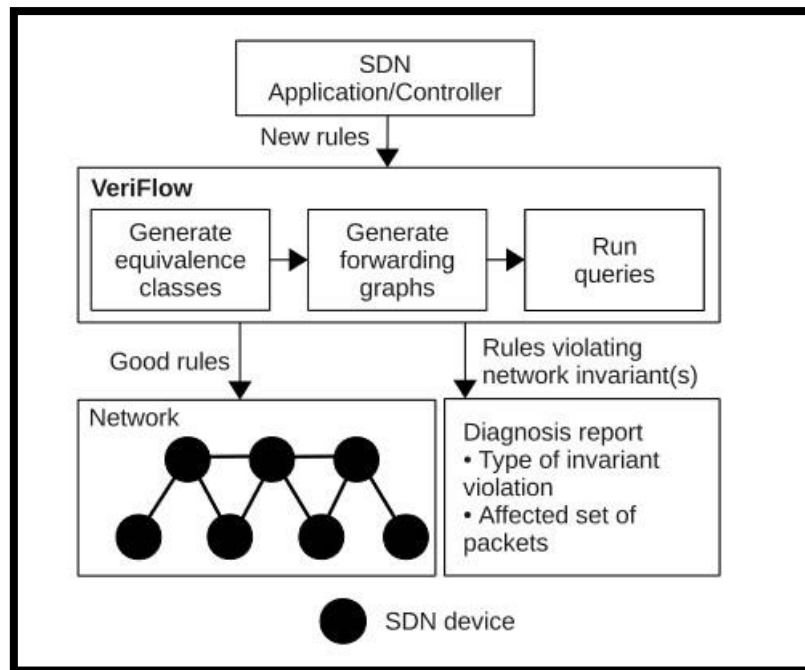 SDN
Application/Controller
New rules
VeriFlow
Generate
equivalence
classes
Generate
forwarding
graphs
Run
queries
Good rules
Rules violating
network invariant(s)
Network
Diagnosis report
• Type of invariant
violation
• Affected set of
packets
SDN device